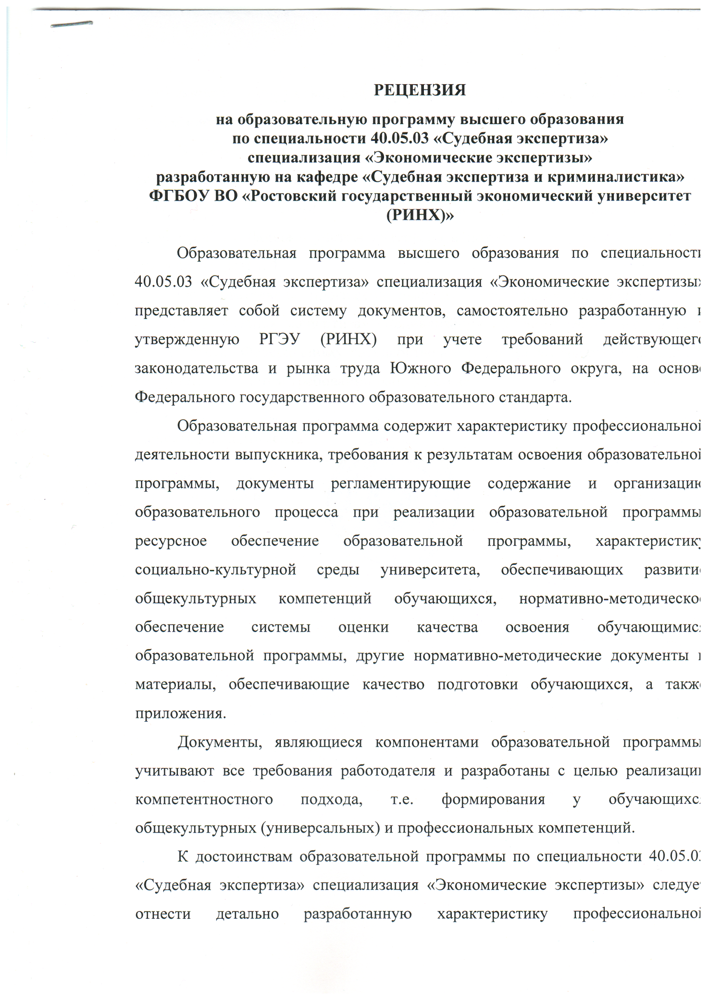 РЕЦЕНЗИЯ
на образовательную программу высшего образования
по специальности 40.05.03 «Судебная экспертиза»
специализация «Экономические экспертизы»
разработанную на кафедре «Судебная экспертиза и криминалистика»
ФГБОУ ВО «Ростовский государственный экономический университет
(РИНХ)»
Образовательная программа высшего образования по специальности
40.05.03 «Судебная экспертиза» специализация «Экономические экспертизы»
представляет собой систему документов, самостоятельно разработанную и
утвержденную РГЭУ (РИНХ) при учете требований действующего
законодательства и рынка труда Южного Федерального округа, на основе
Федерального государственного образовательного стандарта.
Образовательная программа содержит характеристику профессиональной
деятельности выпускника, требования к результатам освоения образовательной
программы, документы регламентирующие содержание и организацию
образовательного процесса при реализации образовательной программы
ресурсное обеспечение образовательной программы, характеристику
социально-культурной среды университета, обеспечивающих развитие
общекультурных компетенций обучающихся, нормативно-методическое
обеспечение системы оценки качества освоения обучающимися
образовательной программы, другие нормативно-методические документы и
материалы, обеспечивающие качество подготовки обучающихся, а также
приложения.
Документы, являющиеся компонентами образовательной программы
учитывают все требования работодателя и разработаны с целью реализации
компетентностного подхода, т.е. формирования у обучающихся
общекультурных (универсальных) и профессиональных компетенций.
К достоинствам образовательной программы по специальности 40.05.03
«Судебная экспертиза» специализация «Экономические экспертизы» следует
отнести детально разработанную характеристику профессиональной